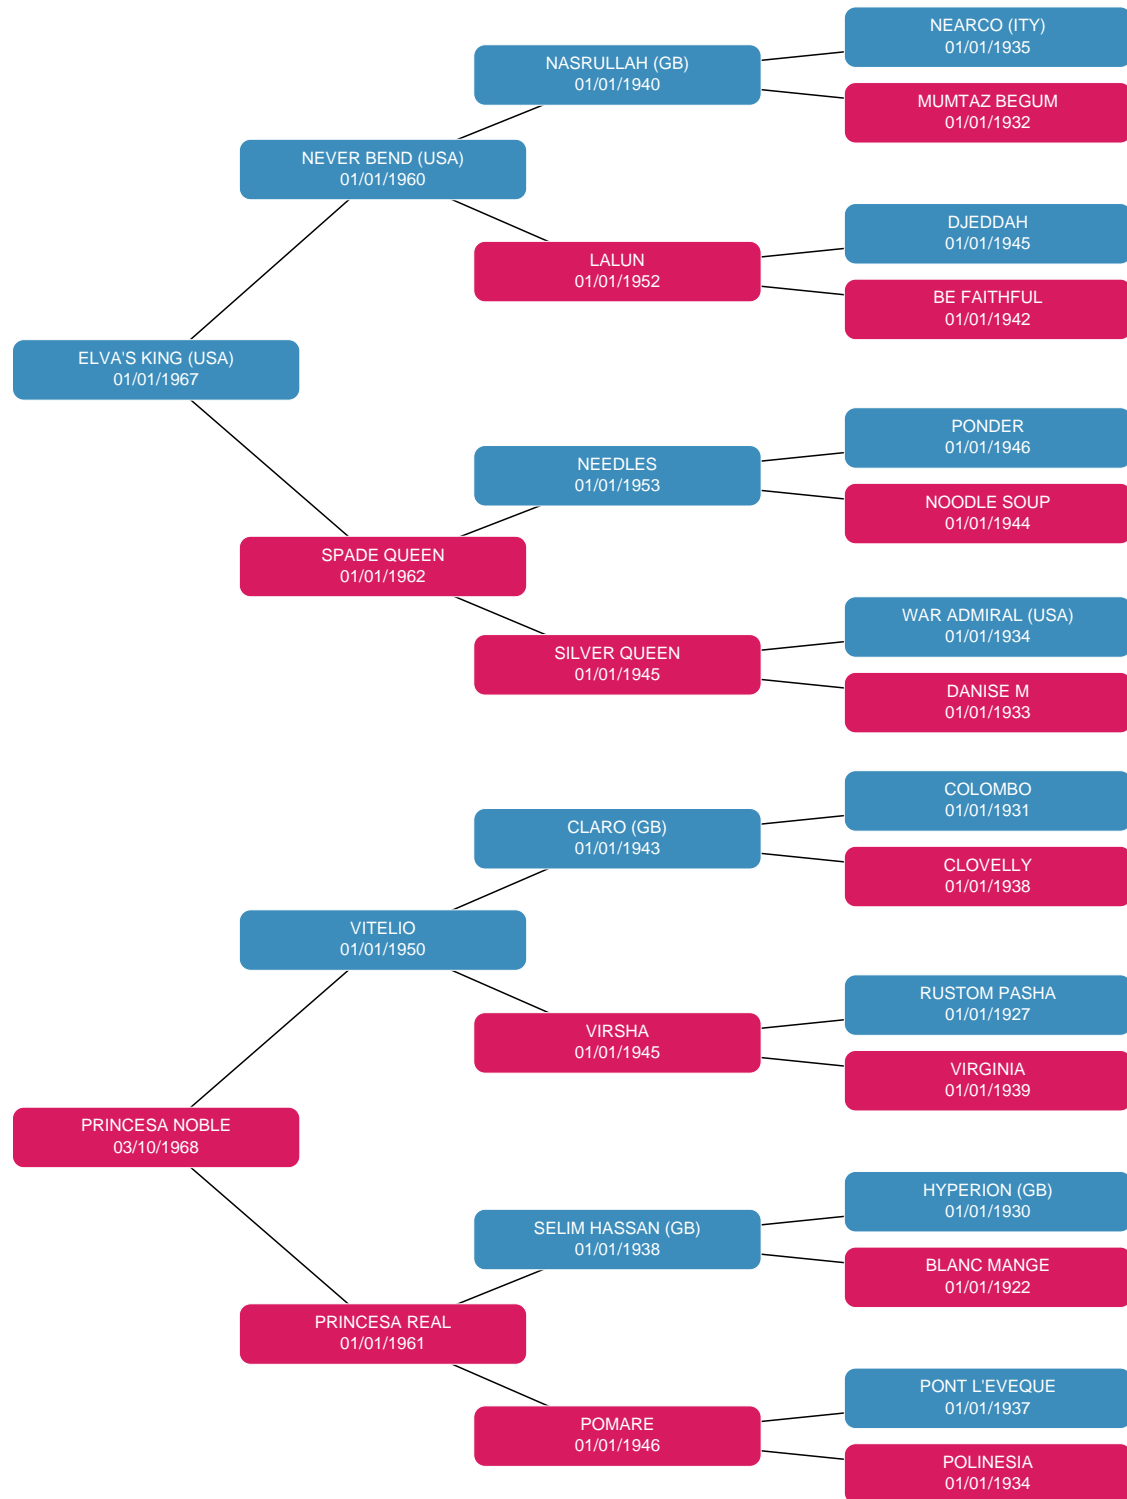 NEARCO (ITY)
01/01/1935
NASRULLAH (GB)
01/01/1940
MUMTAZ BEGUM
01/01/1932
NEVER BEND (USA)
01/01/1960
DJEDDAH
01/01/1945
LALUN
01/01/1952
BE FAITHFUL
01/01/1942
ELVA'S KING (USA)
01/01/1967
PONDER
01/01/1946
NEEDLES
01/01/1953
NOODLE SOUP
01/01/1944
SPADE QUEEN
01/01/1962
WAR ADMIRAL (USA)
01/01/1934
SILVER QUEEN
01/01/1945
DANISE M
01/01/1933
COLOMBO
01/01/1931
CLARO (GB)
01/01/1943
CLOVELLY
01/01/1938
VITELIO
01/01/1950
RUSTOM PASHA
01/01/1927
VIRSHA
01/01/1945
VIRGINIA
01/01/1939
PRINCESA NOBLE
03/10/1968
HYPERION (GB)
01/01/1930
SELIM HASSAN (GB)
01/01/1938
BLANC MANGE
01/01/1922
PRINCESA REAL
01/01/1961
PONT L'EVEQUE
01/01/1937
POMARE
01/01/1946
POLINESIA
01/01/1934